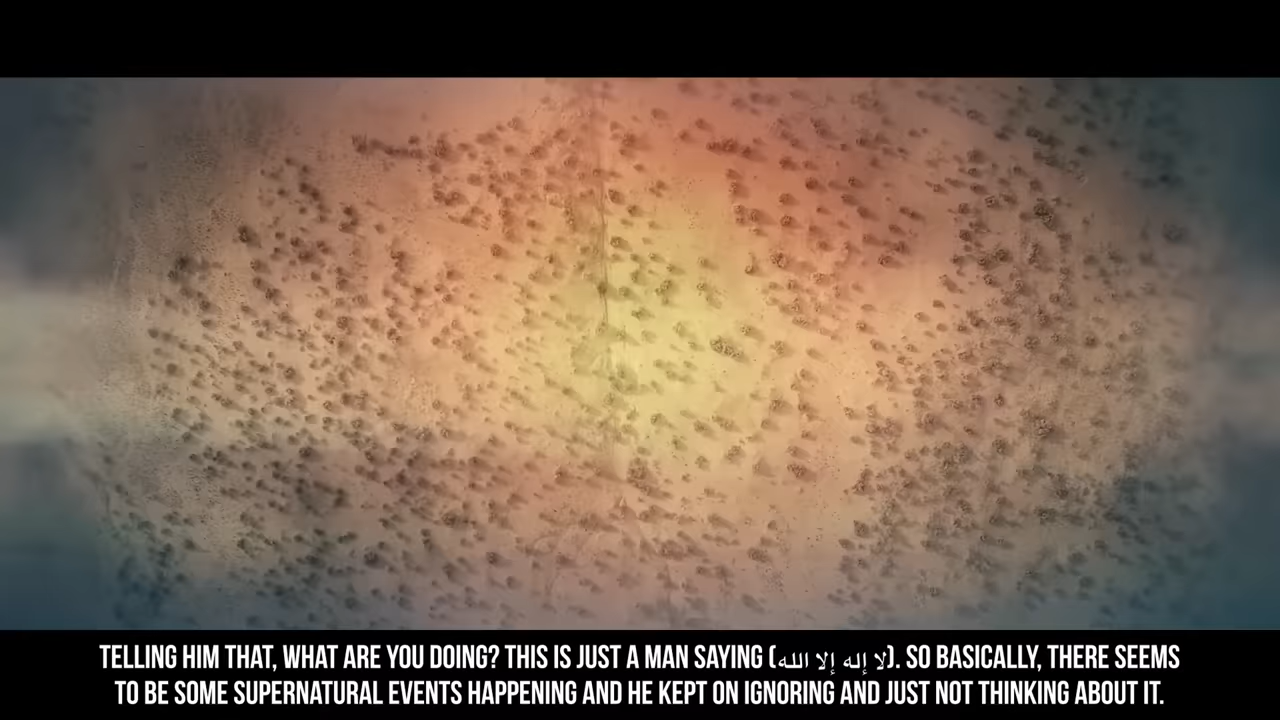 TELLING HIM THAT, WHAT ARE YOU DOING? THIS IS JUST A MAN SAYING (لا إله إلا الله). SO BASICALLY, THERE SEEMS
TO BE SOME SUPERNATURAL EVENTS HAPPENING AND HE KEPT ON IGNORING AND JUST NOT THINKING ABOUT IT.